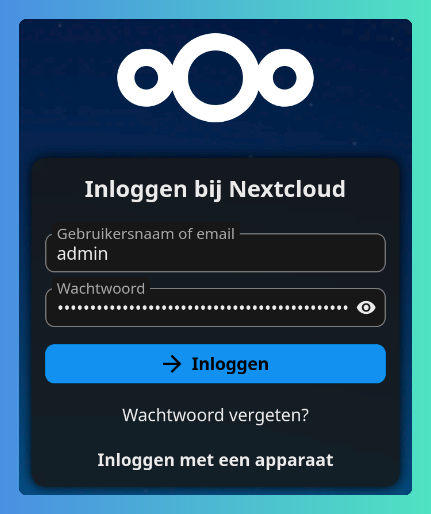 Inloggen bij Nextcloud
Gebruikersnaam of email
admin
Wachtwoord
••••••••••••••••••••••••••••••••••••••••••••
Inloggen
Wachtwoord vergeten?
Inloggen met een apparaat